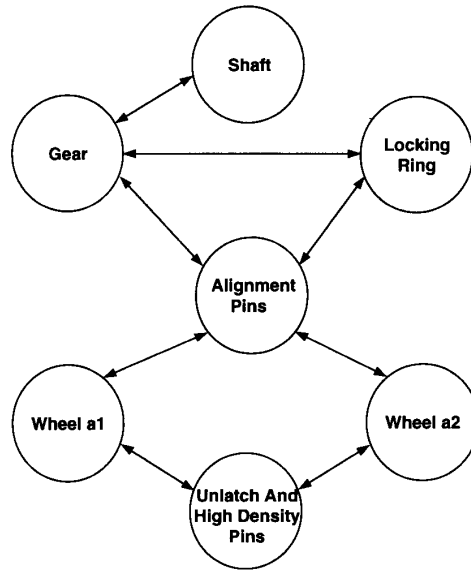 Shaft
Gear
Locking
Ring
Alignment
Pins
Wheel a1
Wheel a2
Unlatch And
High Density
Pins